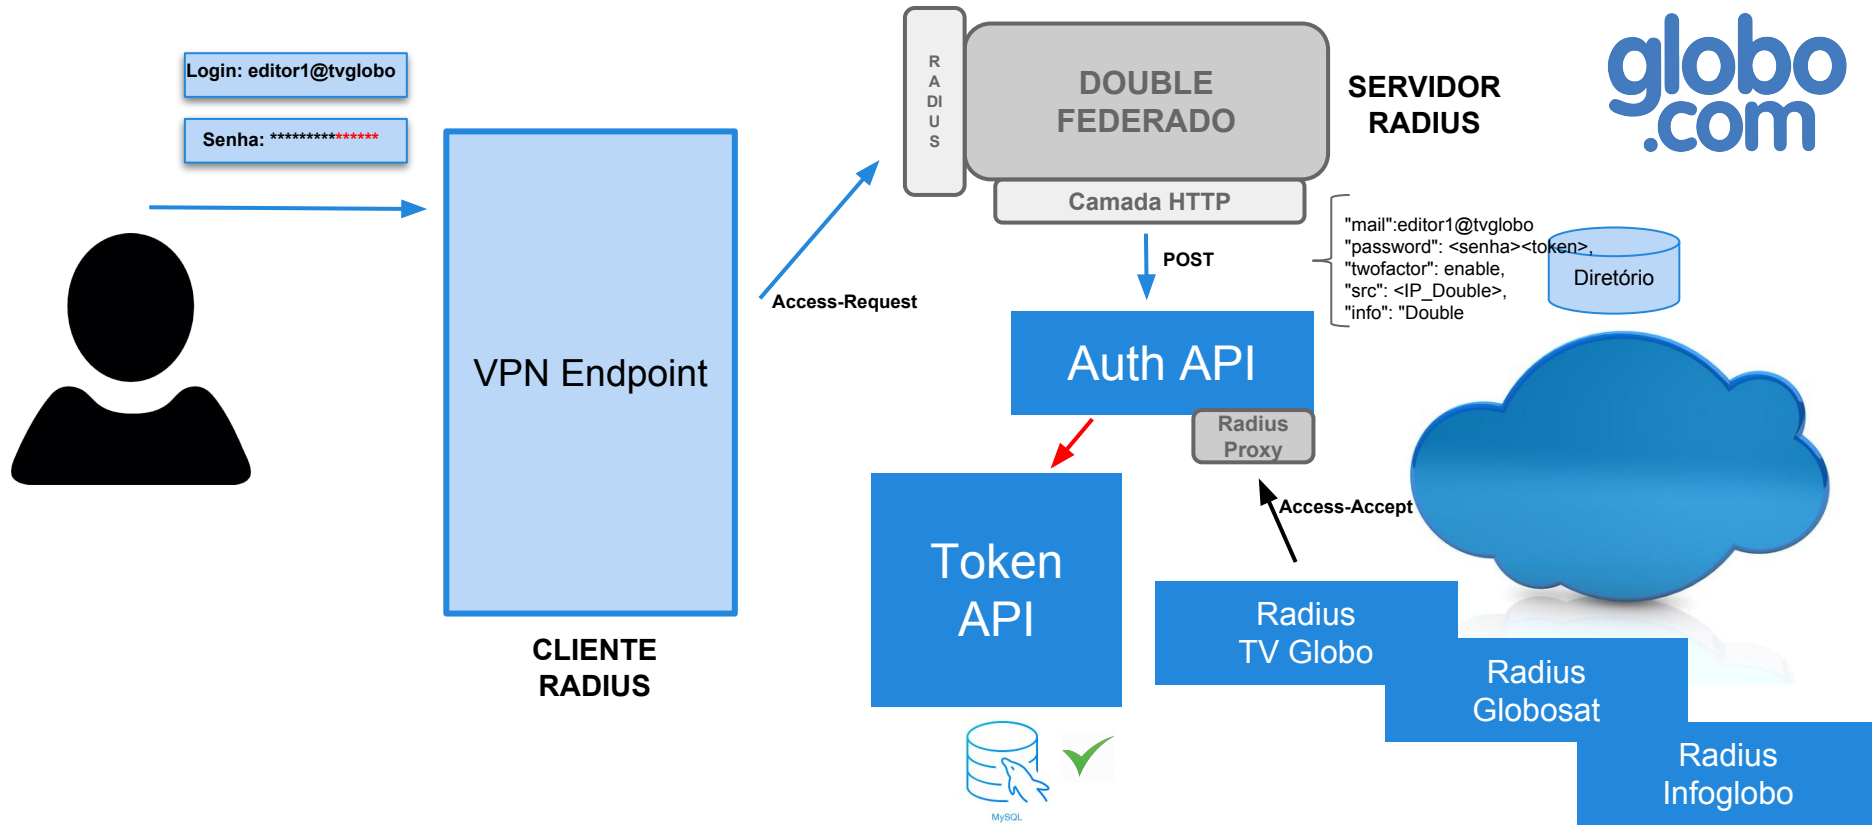 Login: editor1@tvglobo
Senha: ***************
VPN Endpoint
CLIENTE
RADIUS
Access-Request
R
A
DI
U
S
DOUBLE
FEDERADO
Camada HTTP
SERVIDOR
RADIUS
globo
.com
POST
"mail":editor1@tvglobo
"password": <senha><token>,
"twofactor": enable,
"src": <IP_Double>,
"info": "Double
Diretório
Auth API
Radius
Proxy
Access-Accept
Token
API
MySQL
Radius
TV Globo
Radius
Globosat
Radius
Infoglobo